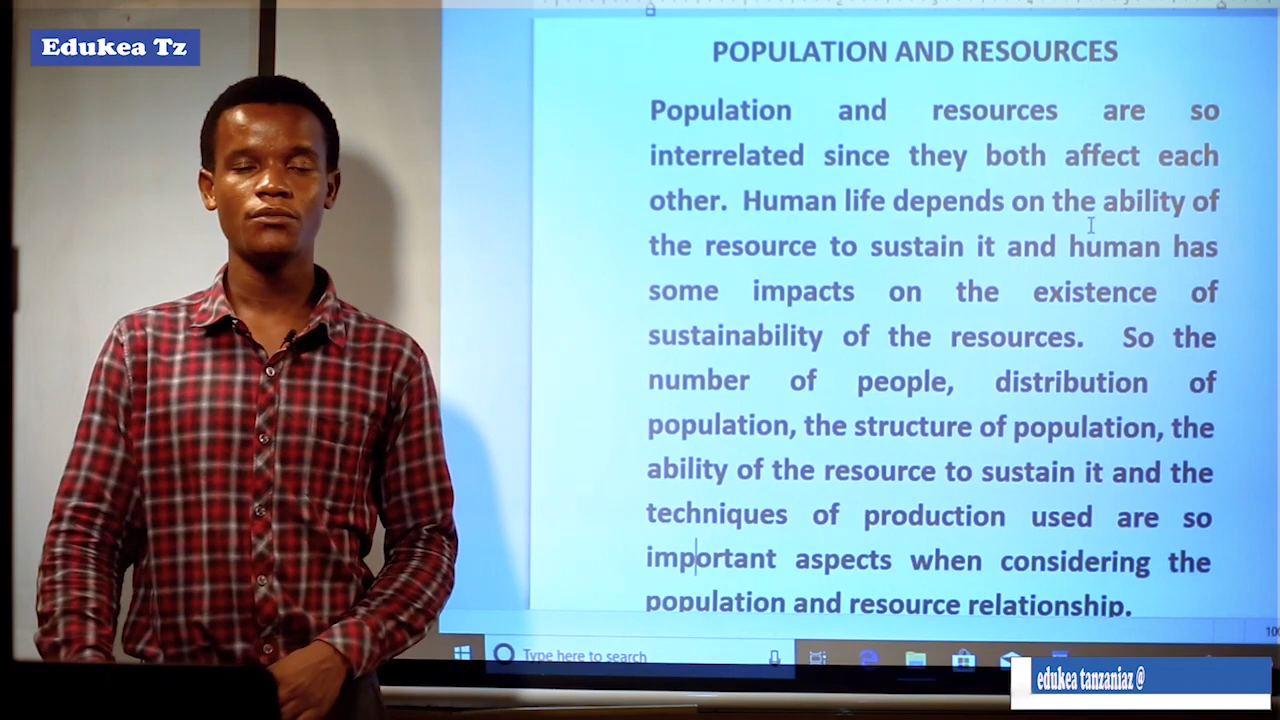 Edukea Tz
POPULATION AND RESOURCES
Population and resources are so
interrelated since they both affect each
other. Human life depends on the ability of
the resource to sustain it and human has
some impacts on the existence of
sustainability of the resources. So the
number of people, distribution of
population, the structure of population, the
ability of the resource to sustain it and the
techniques of production used are so
important aspects when considering the
population and resource relationship.
Type here to search
edukea tanzaniaz @